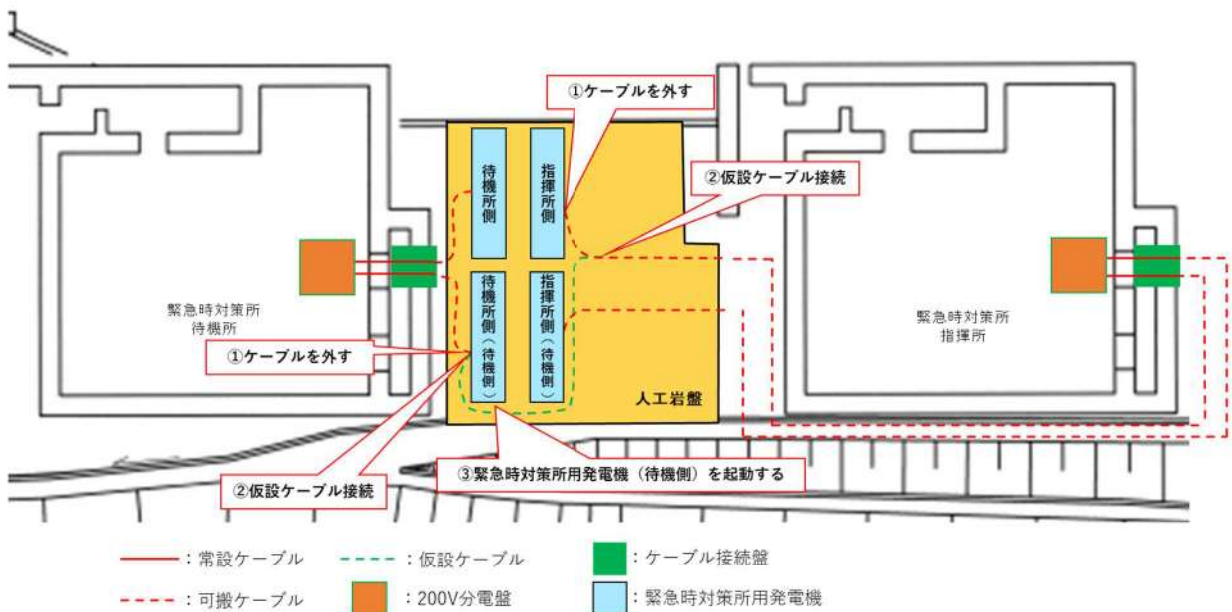 ①ケーブルを外す
②仮設ケーブル接続
待機所側
指揮所側
待機所側(待機側)
指揮所側(待機側)
緊急時対策所
待機所
緊急時対策所
指揮所
①ケーブルを外す
人工岩盤
②仮設ケーブル接続
③緊急時対策所用発電機(待機側)を起動する
:常設ケーブル
:仮設ケーブル
:ケーブル接続盤
:可搬ケーブル
:200V分電盤
:緊急時対策所用発電機